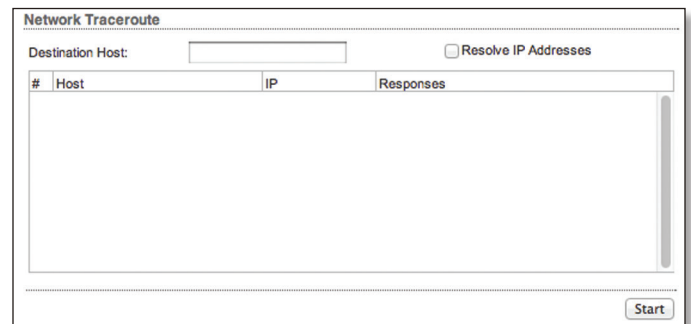 Network Traceroute
Destination Host: Resolve IP Addresses
# Host IP Responses
Start